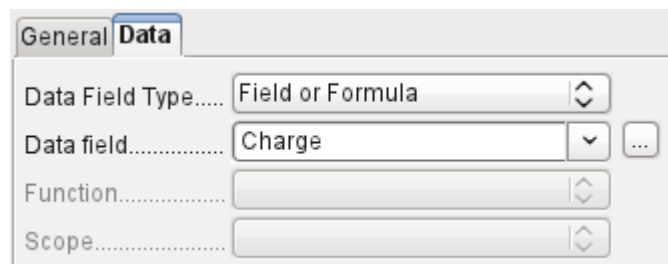 General Data
Data Field Type..... Field or Formula
Data field................ Charge ...
Function..................
Scope......................